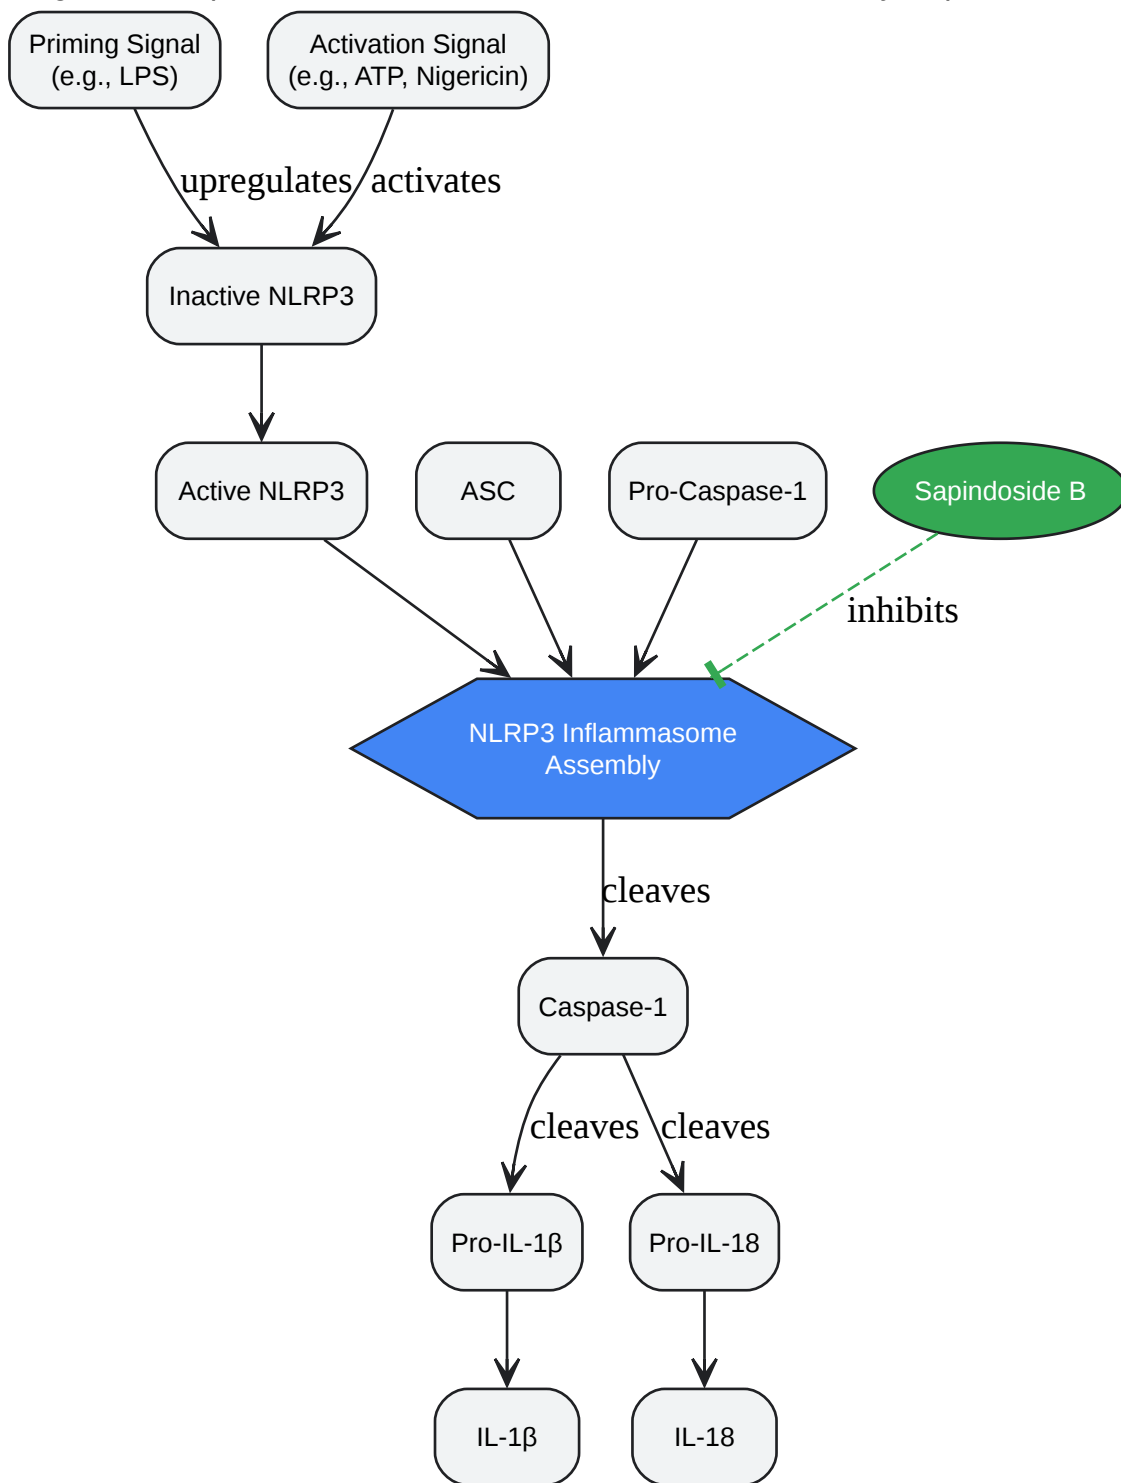 Priming Signal
(e.g., LPS)
Activation Signal
(e.g., ATP, Nigericin)
upregulates
activates
Inactive NLRP3
Active NLRP3
ASC
Pro-Caspase-1
Sapindoside B
inhibits
NLRP3 Inflammasome
Assembly
cleaves
Caspase-1
cleaves
cleaves
Pro-IL-1β
Pro-IL-18
IL-1β
IL-18